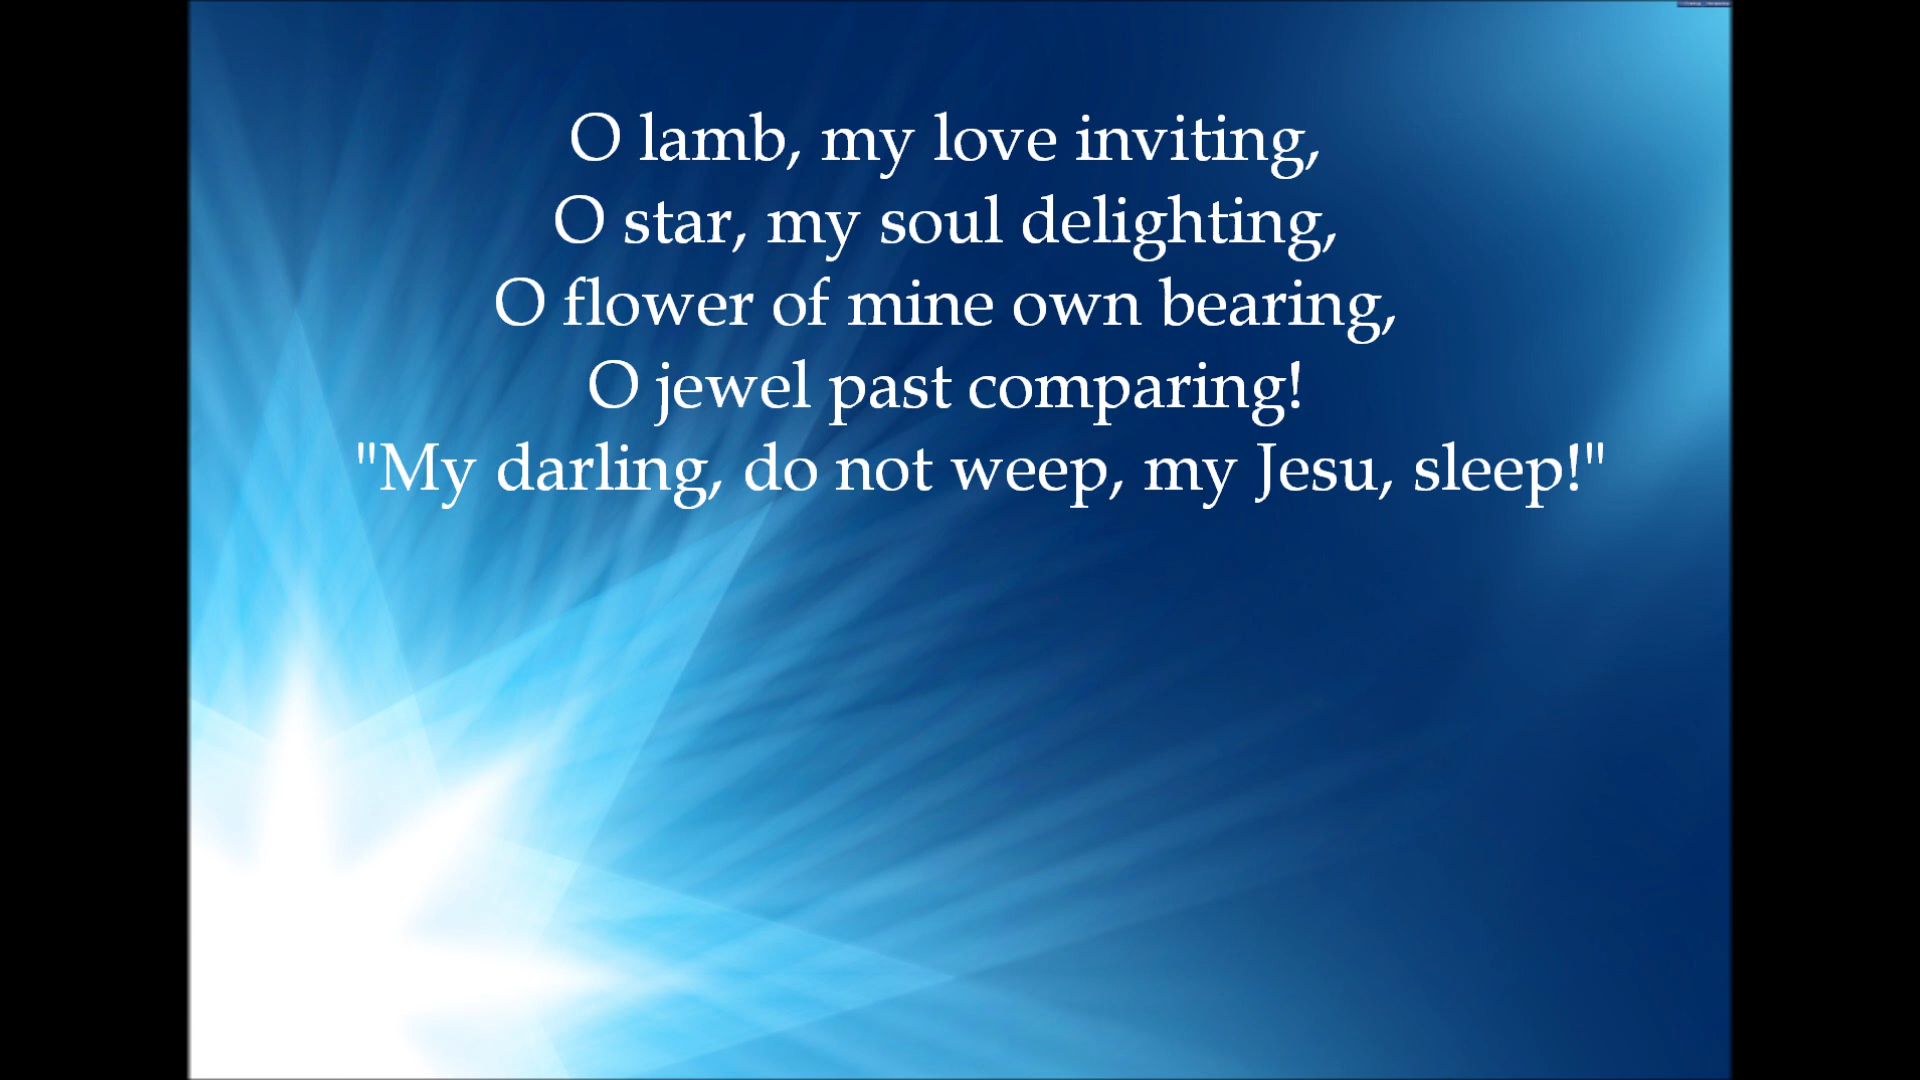 O lamb, my love inviting,
O star, my soul delighting,
O flower of mine own bearing,
O jewel past comparing!
"My darling, do not weep, my Jesu, sleep!"